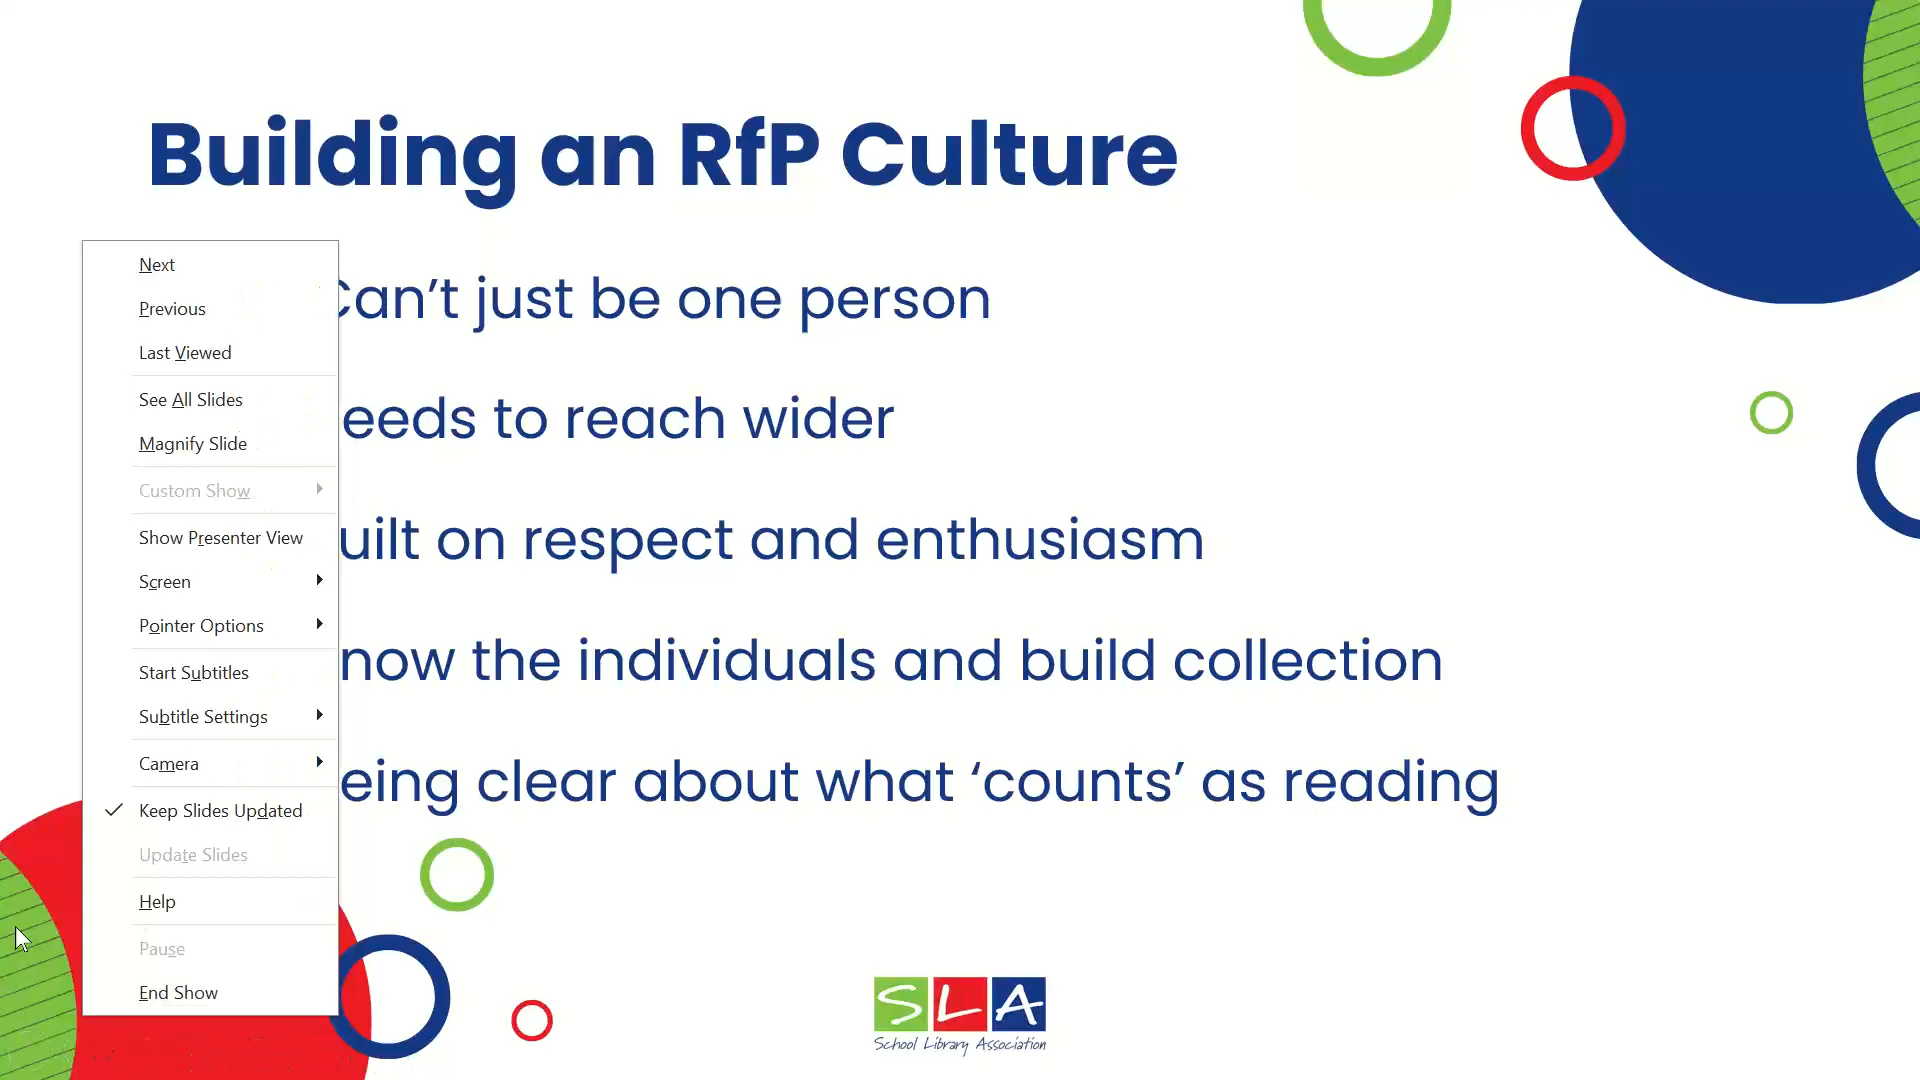 Building an RfP Culture
Next
Previous
Last Viewed
See All Slides
Magnify Slide
Custom Show
Show Presenter View
Screen
Pointer Options
Start Subtitles
Subtitle Settings
Camera
Keep Slides Updated
Update Slides
Help
Pause
End Show
Can’t just be one person
eeds to reach wider
uilt on respect and enthusiasm
now the individuals and build collection
eing clear about what ‘counts’ as reading
SLA
School Library Association